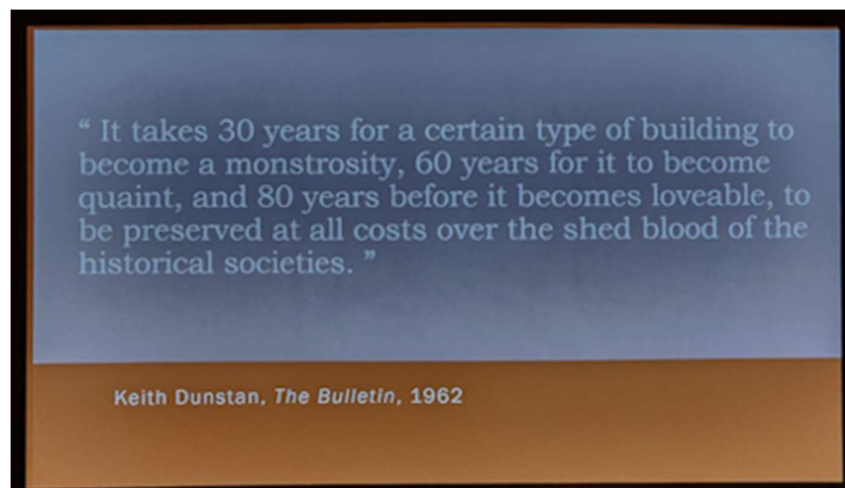 “ It takes 30 years for a certain type of building to
become a monstrosity, 60 years for it to become
quaint, and 80 years before it becomes loveable, to
be preserved at all costs over the shed blood of the
historical societies. ”
Keith Dunstan, The Bulletin, 1962